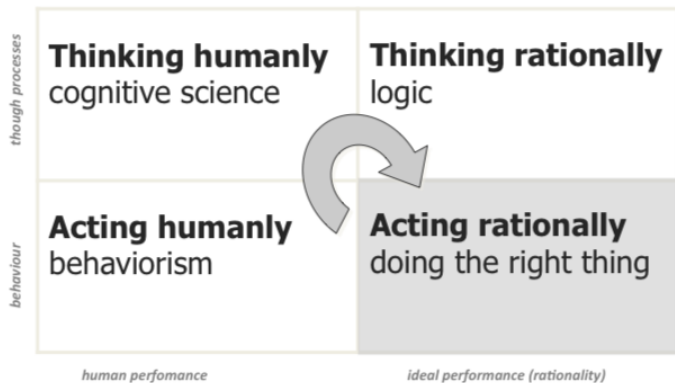 though processes
Thinking humanly
cognitive science
Thinking rationally
logic
behaviour
Acting humanly
behaviorism
Acting rationally
doing the right thing
human perfomance
ideal performance (rationality)